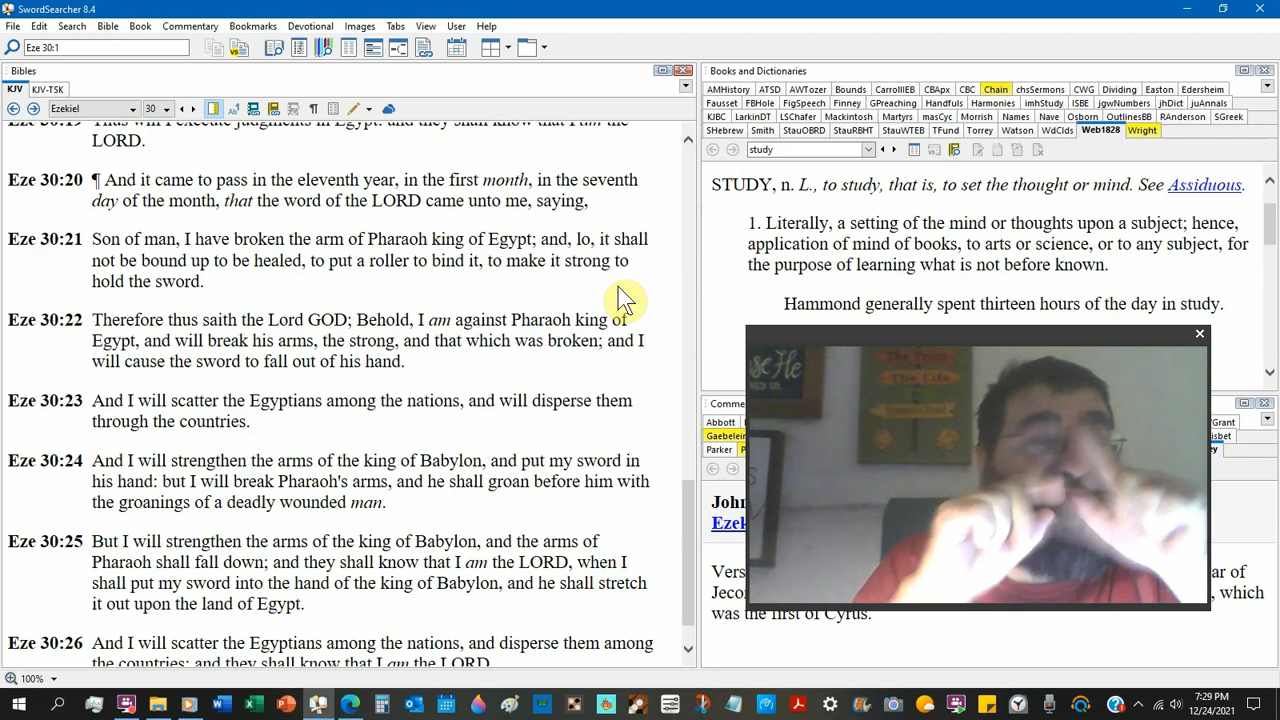 SwordSearcher 8.4
File Edit Search Bible Book Commentary Bookmarks Devotional Images Tabs View User Help
Eze 30:1
Bibles
KJV KJV-TSK
Ezekiel 30
LORD.
Eze 30:20 ¶ And it came to pass in the eleventh year, in the first month, in the seventh
day of the month, that the word of the LORD came unto me, saying,
Eze 30:21 Son of man, I have broken the arm of Pharaoh king of Egypt; and, lo, it shall
not be bound up to be healed, to put a roller to bind it, to make it strong to
hold the sword.
Eze 30:22 Therefore thus saith the Lord GOD; Behold, I am against Pharaoh king of
Egypt, and will break his arms, the strong, and that which was broken; and I
will cause the sword to fall out of his hand.
Eze 30:23 And I will scatter the Egyptians among the nations, and will disperse them
through the countries.
Eze 30:24 And I will strengthen the arms of the king of Babylon, and put my sword in
his hand: but I will break Pharaoh's arms, and he shall groan before him with
the groanings of a deadly wounded man.
Eze 30:25 But I will strengthen the arms of the king of Babylon, and the arms of
Pharaoh shall fall down; and they shall know that I am the LORD, when I
shall put my sword into the hand of the king of Babylon, and he shall stretch
it out upon the land of Egypt.
Eze 30:26 And I will scatter the Egyptians among the nations, and disperse them among
the countries; and they shall know that I am the LORD.
100%
Books and Dictionaries
AMHistory ATSD AWTozer Bounds CarrollEB CBApx CBC Chain chsSermons CWG Dividing Easton Edersheim
Fausset FBHole FigSpeech Finney GPreaching Handfuls Harmonies imhStudy ISBE jgwNumbers jhDict juAnnals
KJBC LarkinDT LSChafer Mackintosh Martyrs masCyc Morrish Names Nave Osborn OutlinesBB RAnderson SGreek
SHebrew Smith StauOBRD StauRBHT StauWTEB TFund Torrey Watson WdClds Web1828 Wright
study
STUDY, n. L., to study, that is, to set the thought or mind. See Assiduous.
1. Literally, a setting of the mind or thoughts upon a subject; hence,
application of mind of books, to arts or science, or to any subject, for
the purpose of learning what is not before known.
Hammond generally spent thirteen hours of the day in study.
Abbott
Parker
The Truth
The Life
was the first of Cyrus.
7:29 PM
12/24/2021